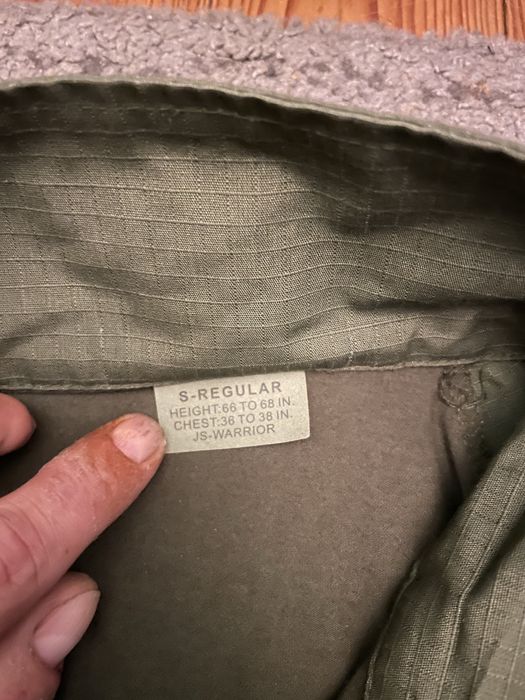 S-REGULAR
HEIGHT:66 TO 68 IN.
CHEST:36 TO 38 IN.
JS-WARRIOR